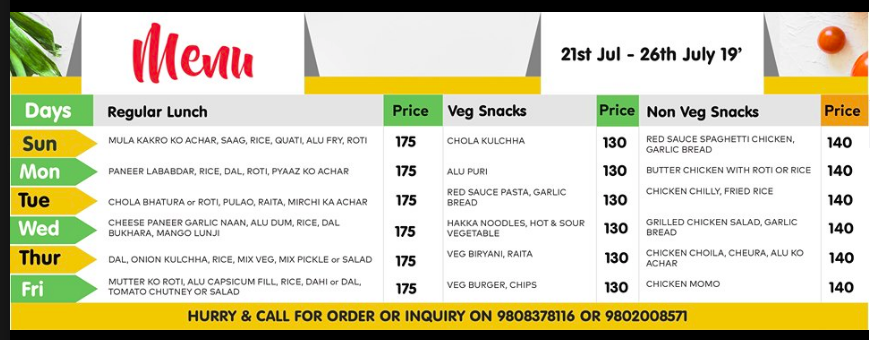 Menu
21st Jul - 26th July 19’
Days Regular Lunch Price Veg Snacks Price Non Veg Snacks Price
Sun MULA KAKRO KO ACHAR, SAAG, RICE, QUATI, ALU FRY, ROTI 175 CHOLA KULCHHA 130 RED SAUCE SPAGHETTI CHICKEN,
GARLIC BREAD 140
Mon PANEER LABABDAR, RICE, DAL, ROTI, PYAAZ KO ACHAR 175 ALU PURI 130 BUTTER CHICKEN WITH ROTI OR RICE 140
Tue CHOLA BHATURA or ROTI, PULAO, RAITA, MIRCHI KA ACHAR 175 RED SAUCE PASTA, GARLIC
BREAD 130 CHICKEN CHILLY, FRIED RICE 140
Wed CHEESE PANEER GARLIC NAAN, ALU DUM, RICE, DAL
BUKHARA, MANGO LUNJI 175 HAKKA NOODLES, HOT & SOUR
VEGETABLE 130 GRILLED CHICKEN SALAD, GARLIC
BREAD 140
Thur DAL, ONION KULCHHA, RICE, MIX VEG, MIX PICKLE or SALAD 175 VEG BIRYANI, RAITA 130 CHICKEN CHOILA, CHEURA, ALU KO
ACHAR 140
Fri MUTTER KO ROTI, ALU CAPSICUM FILL, RICE, DAHI or DAL,
TOMATO CHUTNEY OR SALAD 175 VEG BURGER, CHIPS 130 CHICKEN MOMO 140
HURRY & CALL FOR ORDER OR INQUIRY ON 9808378116 OR 9802008571